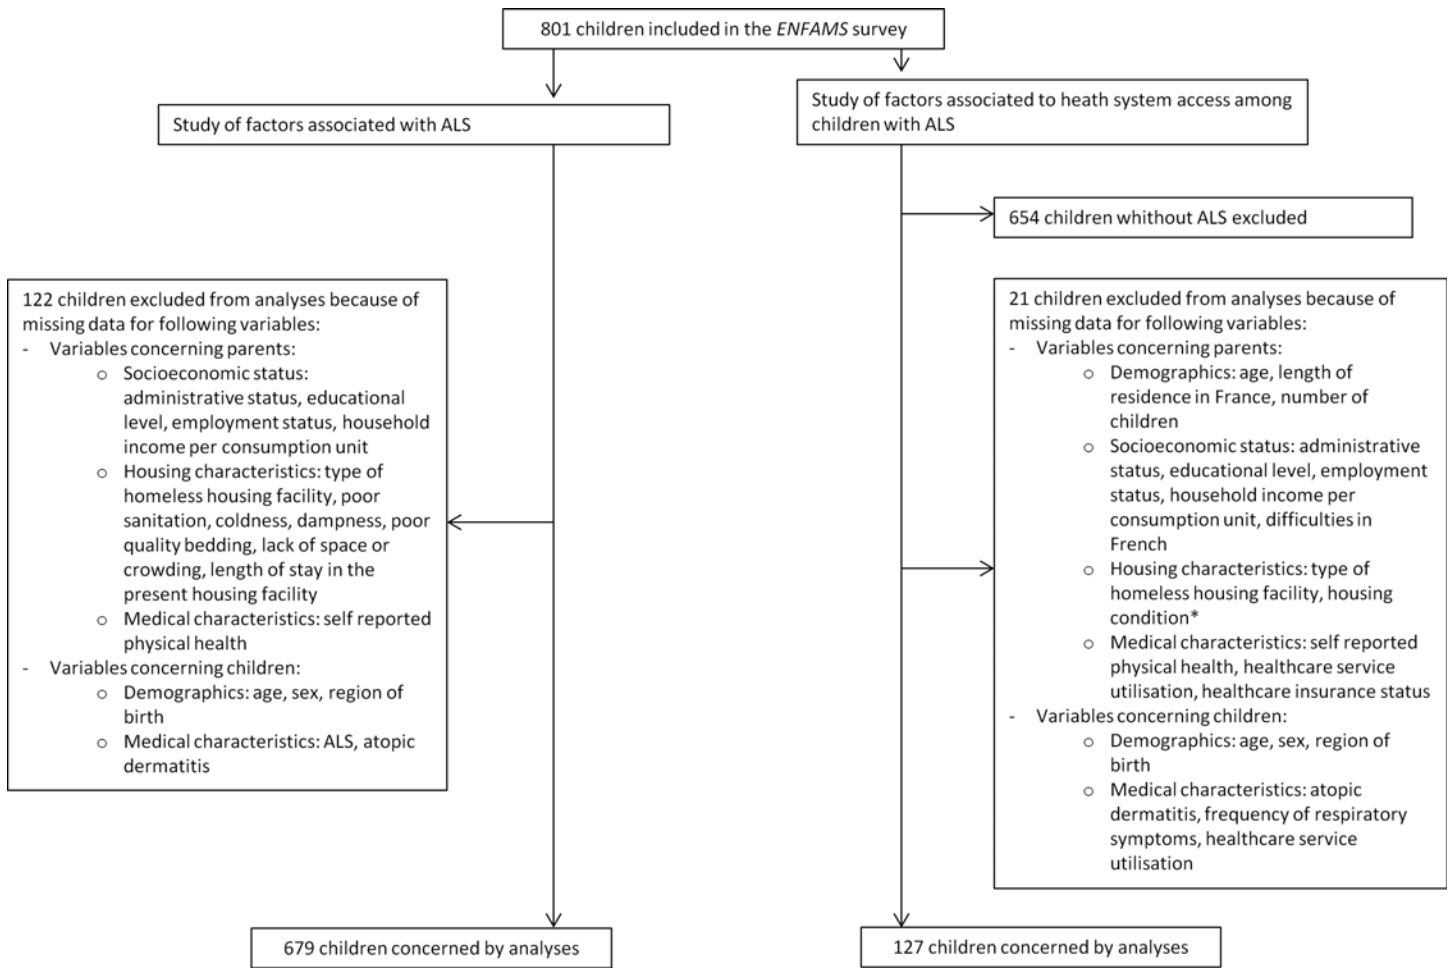 801 children included in the ENFAMS survey
Study of factors associated with ALS
Study of factors associated to heath system access among
children with ALS
654 children whithout ALS excluded
122 children excluded from analyses because of
missing data for following variables:
- Variables concerning parents:
o Socioeconomic status:
administrative status, educational
level, employment status, household
income per consumption unit
o Housing characteristics: type of
homeless housing facility, poor
sanitation, coldness, dampness, poor
quality bedding, lack of space or
crowding, length of stay in the
present housing facility
o Medical characteristics: self reported
physical health
- Variables concerning children:
o Demographics: age, sex, region of
birth
o Medical characteristics: ALS, atopic
dermatitis
21 children excluded from analyses because of
missing data for following variables:
- Variables concerning parents:
o Demographics: age, length of
residence in France, number of
children
o Socioeconomic status: administrative
status, educational level, employment
status, household income per
consumption unit, difficulties in
French
o Housing characteristics: type of
homeless housing facility, housing
condition*
o Medical characteristics: self reported
physical health, healthcare service
utilisation, healthcare insurance status
- Variables concerning children:
o Demographics: age, sex, region of
birth
o Medical characteristics: atopic
dermatitis, frequency of respiratory
symptoms, healthcare service
utilisation
679 children concerned by analyses
127 children concerned by analyses